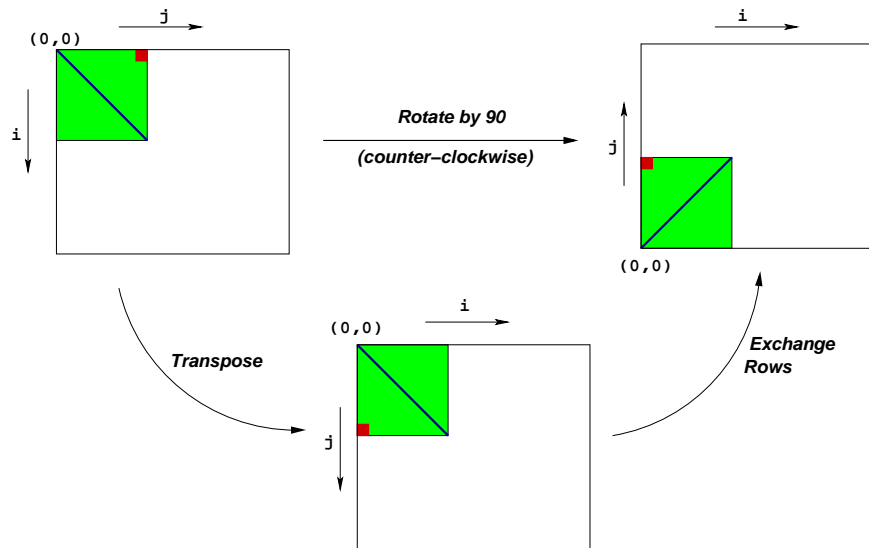 j
i
(0,0)
i
Rotate by 90
(counter−clockwise)
j
(0,0)
i
(0,0)
Transpose
Exchange
Rows
j